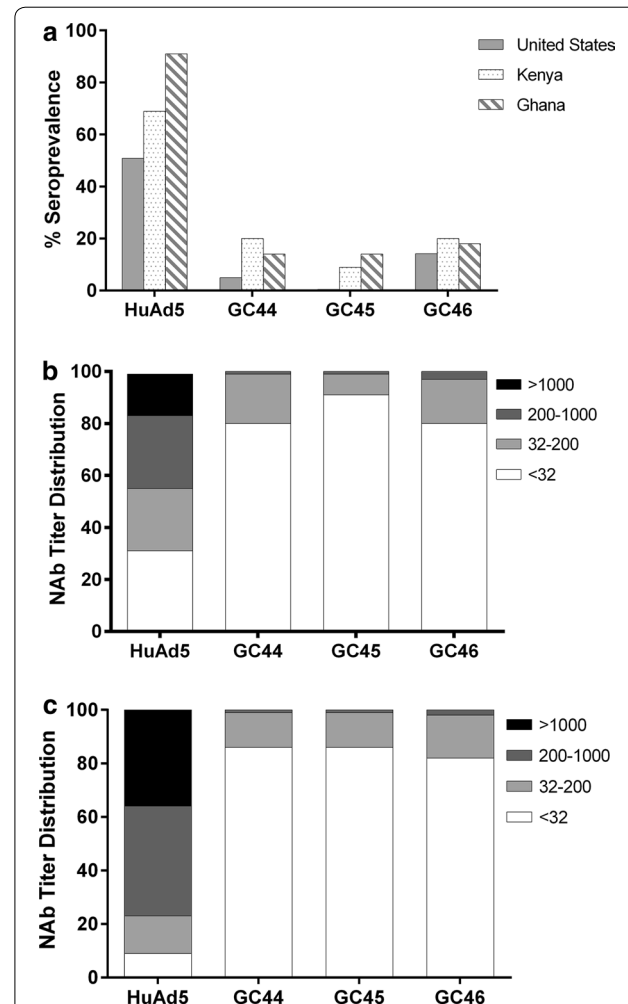 a
100
80
60
40
20
0
% Seroprevalence
United States
Kenya
Ghana
HuAd5 GC44 GC45 GC46
b
100
80
60
40
20
0
NAb Titer Distribution
>1000
200-1000
32-200
<32
HuAd5 GC44 GC45 GC46
c
100
80
60
40
20
0
NAb Titer Distribution
>1000
200-1000
32-200
<32
HuAd5 GC44 GC45 GC46